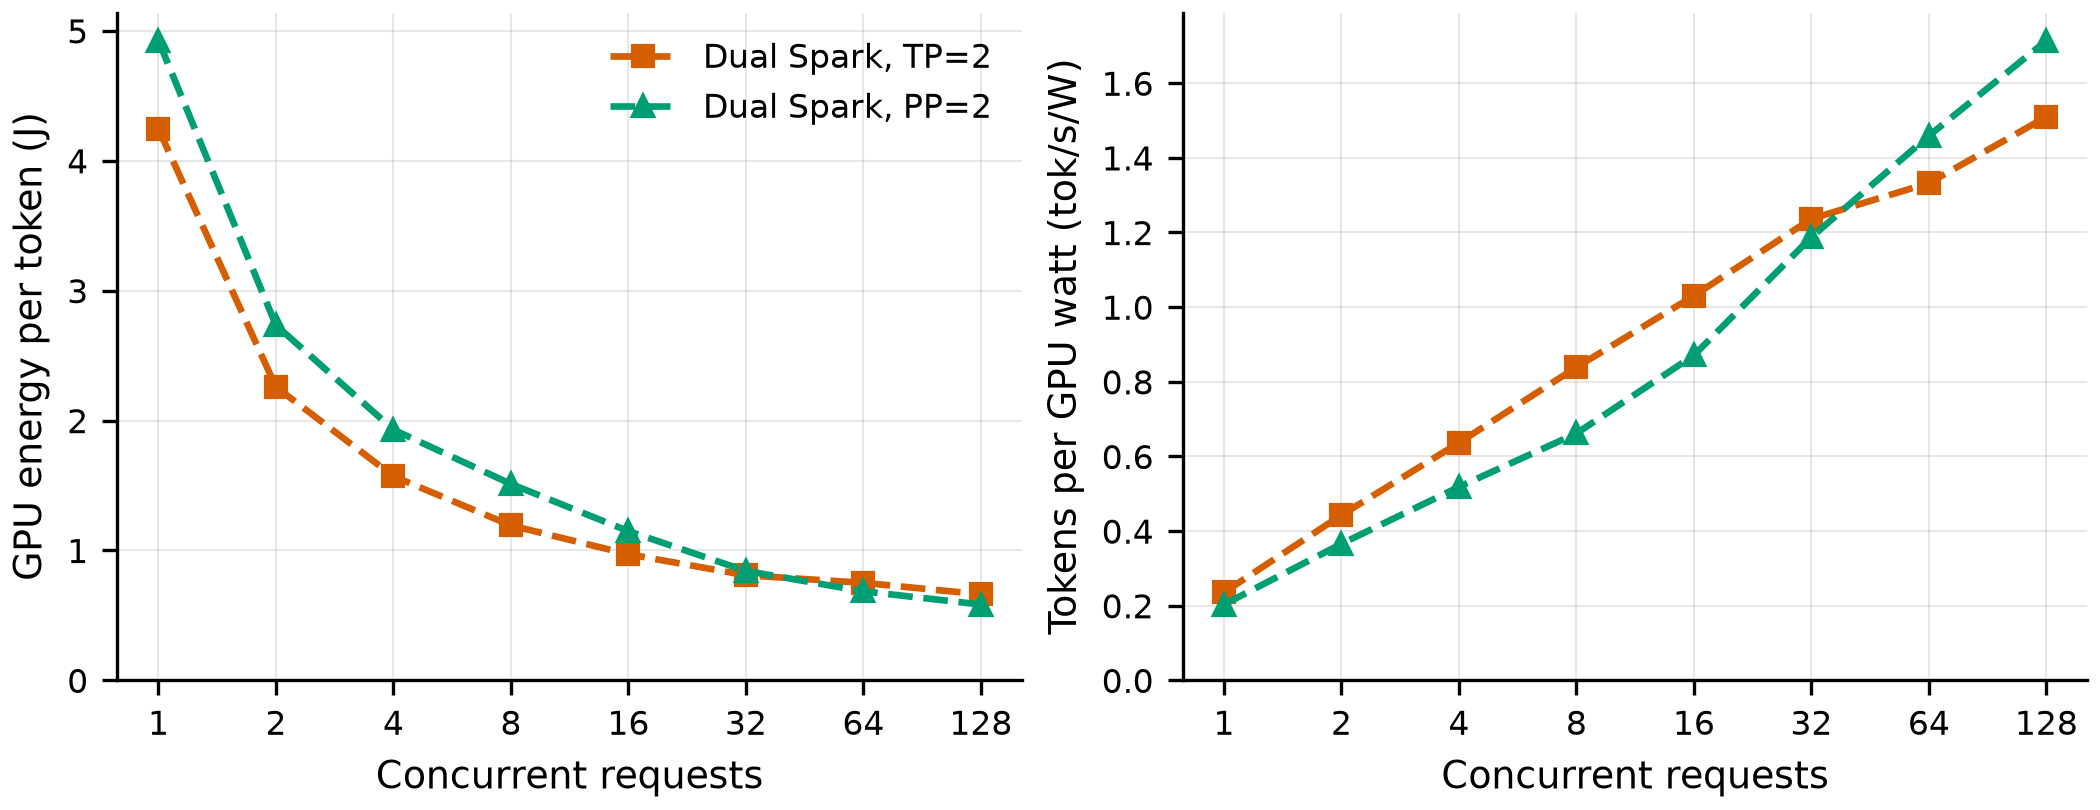 GPU energy per token (J)
5
4
3
2
1
0
Dual Spark, TP=2
Dual Spark, PP=2
1 2 4 8 16 32 64 128
Concurrent requests
Tokens per GPU watt (tok/s/W)
1.6
1.4
1.2
1.0
0.8
0.6
0.4
0.2
0.0
1 2 4 8 16 32 64 128
Concurrent requests